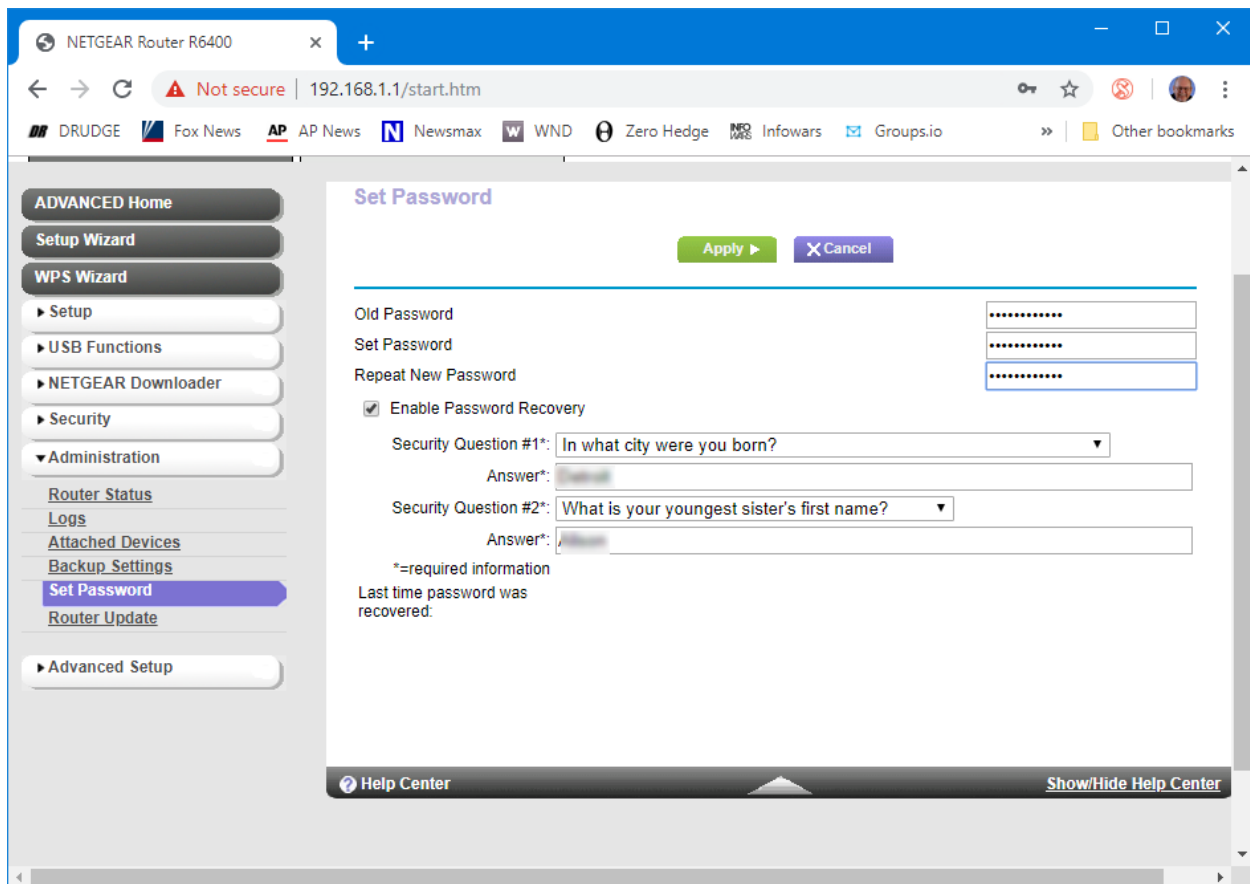 NETGEAR Router R6400
Not secure | 192.168.1.1/start.htm
DRUDGE Fox News AP AP News N Newsmax W WND Zero Hedge INFO WARS Infowars Groups.io » Other bookmarks
ADVANCED Home
Setup Wizard
WPS Wizard
Setup
USB Functions
NETGEAR Downloader
Security
Administration
Router Status
Logs
Attached Devices
Backup Settings
Set Password
Router Update
Advanced Setup
Set Password
Apply
X Cancel
Old Password ••••••••••••
Set Password ••••••••••••
Repeat New Password ••••••••••••
Enable Password Recovery
Security Question #1*: In what city were you born?
Answer*:
Security Question #2*: What is your youngest sister's first name?
Answer*:
*=required information
Last time password was
recovered:
? Help Center Show/Hide Help Center